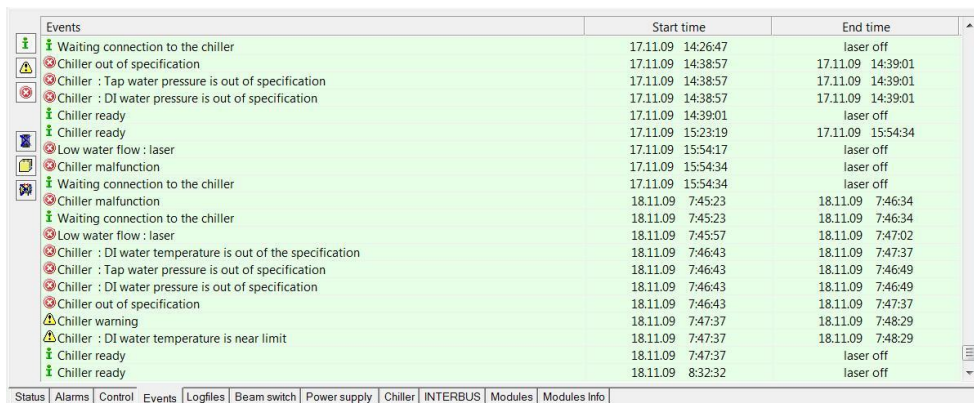 Events Start time End time
Waiting connection to the chiller 17.11.09 14:26:47 laser off
Chiller out of specification 17.11.09 14:38:57 17.11.09 14:39:01
Chiller : Tap water pressure is out of specification 17.11.09 14:38:57 17.11.09 14:39:01
Chiller : DI water pressure is out of specification 17.11.09 14:38:57 17.11.09 14:39:01
Chiller ready 17.11.09 14:39:01 laser off
Chiller ready 17.11.09 15:23:19 17.11.09 15:54:34
Low water flow : laser 17.11.09 15:54:17 laser off
Chiller malfunction 17.11.09 15:54:34 laser off
Waiting connection to the chiller 17.11.09 15:54:34 laser off
Chiller malfunction 18.11.09 7:45:23 18.11.09 7:46:34
Waiting connection to the chiller 18.11.09 7:45:23 18.11.09 7:46:34
Low water flow : laser 18.11.09 7:45:57 18.11.09 7:47:02
Chiller : DI water temperature is out of the specification 18.11.09 7:46:43 18.11.09 7:47:37
Chiller : Tap water pressure is out of specification 18.11.09 7:46:43 18.11.09 7:46:49
Chiller : DI water pressure is out of specification 18.11.09 7:46:43 18.11.09 7:46:49
Chiller out of specification 18.11.09 7:46:43 18.11.09 7:47:37
Chiller warning 18.11.09 7:47:37 18.11.09 7:48:29
Chiller : DI water temperature is near limit 18.11.09 7:47:37 18.11.09 7:48:29
Chiller ready 18.11.09 7:47:37 laser off
Chiller ready 18.11.09 8:32:32 laser off
Status Alarms Control Events Logfiles Beam switch Power supply Chiller INTERBUS Modules Modules Info